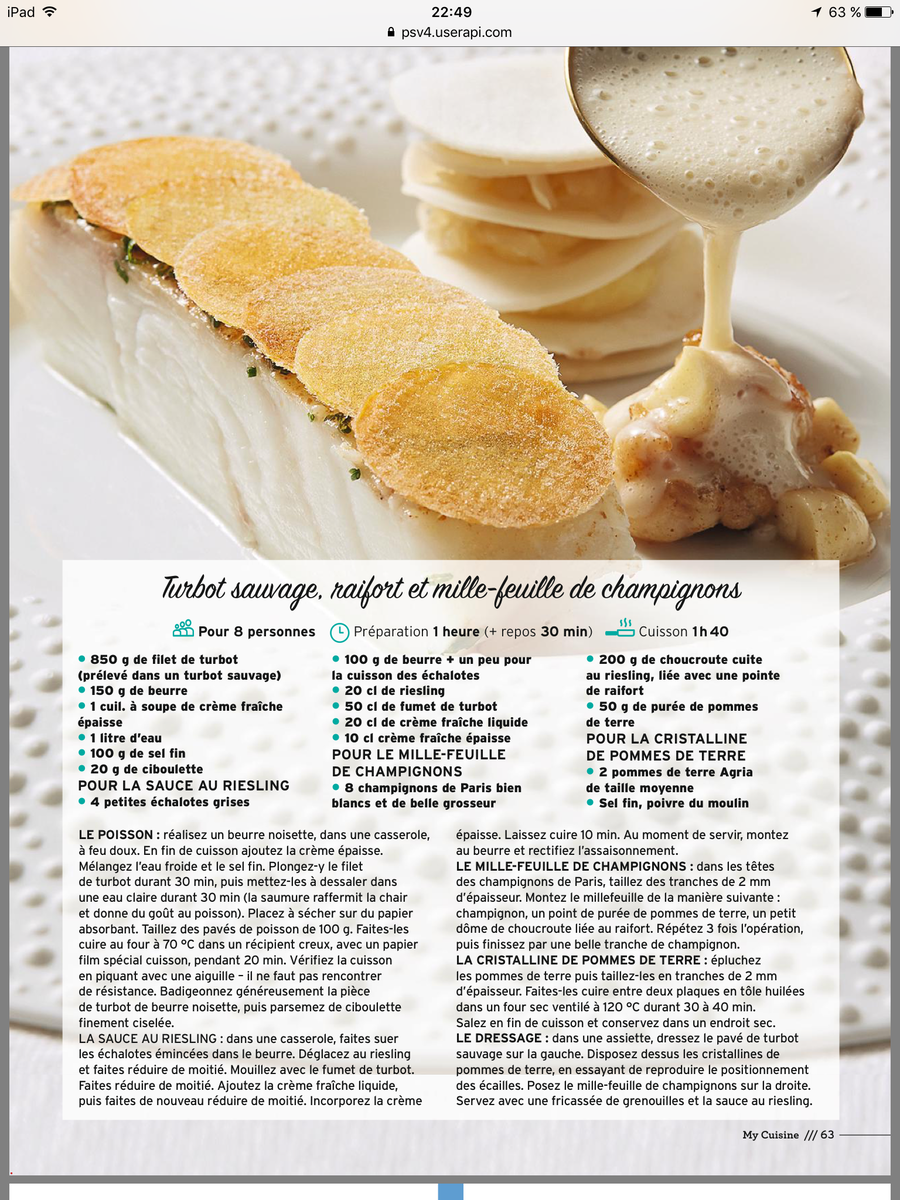 iPad
22:49
63 %
psv4.userapi.com
Turbot sauvage, raifort et mille-feuille de champignons
Pour 8 personnes
Préparation 1 heure (+ repos 30 min)
Cuisson 1h40
• 850 g de filet de turbot
(prélevé dans un turbot sauvage)
• 150 g de beurre
• 1 cuil. à soupe de crème fraîche
épaisse
• 1 litre d'eau
• 100 g de sel fin
• 20 g de ciboulette
POUR LA SAUCE AU RIESLING
• 4 petites échalotes grises
• 100 g de beurre + un peu pour
la cuisson des échalotes
• 20 cl de riesling
• 50 cl de fumet de turbot
• 20 cl de crème fraîche liquide
• 10 cl crème fraîche épaisse
POUR LE MILLE-FEUILLE
DE CHAMPIGNONS
• 8 champignons de Paris bien
blancs et de belle grosseur
• 200 g de choucroute cuite
au riesling, liée avec une pointe
de raifort
• 50 g de purée de pommes
de terre
POUR LA CRISTALLINE
DE POMMES DE TERRE
• 2 pommes de terre Agria
de taille moyenne
• Sel fin, poivre du moulin
LE POISSON : réalisez un beurre noisette, dans une casserole,
à feu doux. En fin de cuisson ajoutez la crème épaisse.
Mélangez l'eau froide et le sel fin. Plongez-y le filet
de turbot durant 30 min, puis mettez-les à dessaler dans
une eau claire durant 30 min (la saumure raffermit la chair
et donne du goût au poisson). Placez à sécher sur du papier
absorbant. Taillez des pavés de poisson de 100 g. Faites-les
cuire au four à 70 °C dans un récipient creux, avec un papier
film spécial cuisson, pendant 20 min. Vérifiez la cuisson
en piquant avec une aiguille – il ne faut pas rencontrer
de résistance. Badigeonnez généreusement la pièce
de turbot de beurre noisette, puis parsemez de ciboulette
finement ciselée.
LA SAUCE AU RIESLING : dans une casserole, faites suer
les échalotes émincées dans le beurre. Déglacez au riesling
et faites réduire de moitié. Mouillez avec le fumet de turbot.
Faites réduire de moitié. Ajoutez la crème fraîche liquide,
puis faites de nouveau réduire de moitié. Incorporez la crème
épaisse. Laissez cuire 10 min. Au moment de servir, montez
au beurre et rectifiez l'assaisonnement.
LE MILLE-FEUILLE DE CHAMPIGNONS : dans les têtes
des champignons de Paris, taillez des tranches de 2 mm
d'épaisseur. Montez le millefeuille de la manière suivante :
champignon, un point de purée de pommes de terre, un petit
dôme de choucroute liée au raifort. Répétez 3 fois l'opération,
puis finissez par une belle tranche de champignon.
LA CRISTALLINE DE POMMES DE TERRE : épluchez
les pommes de terre puis taillez-les en tranches de 2 mm
d'épaisseur. Faites-les cuire entre deux plaques en tôle huilées
dans un four sec ventilé à 120 °C durant 30 à 40 min.
Salez en fin de cuisson et conservez dans un endroit sec.
LE DRESSAGE : dans une assiette, dressez le pavé de turbot
sauvage sur la gauche. Disposez dessus les cristallines de
pommes de terre, en essayant de reproduire le positionnement
des écailles. Posez le mille-feuille de champignons sur la droite.
Servez avec une fricassée de grenouilles et la sauce au riesling.
My Cuisine /// 63